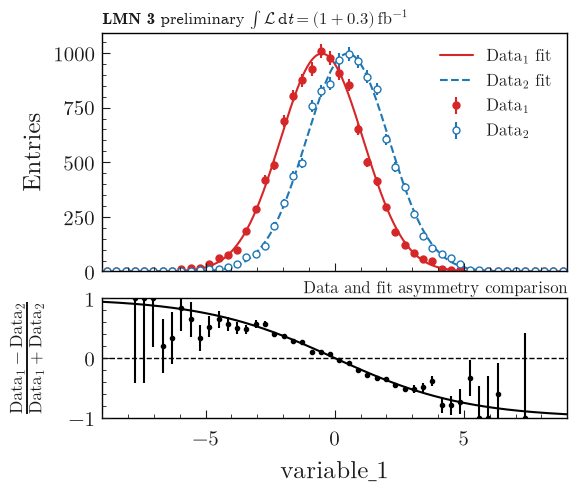 LMN 3 preliminary ∫ ℒ dt = (1 + 0.3) fb⁻¹
1000
750
500
250
0
Entries
Data₁ fit
Data₂ fit
Data₁
Data₂
Data and fit asymmetry comparison
1
0
−1
Data₁ − Data₂
Data₁ + Data₂
−5 0 5
variable_1